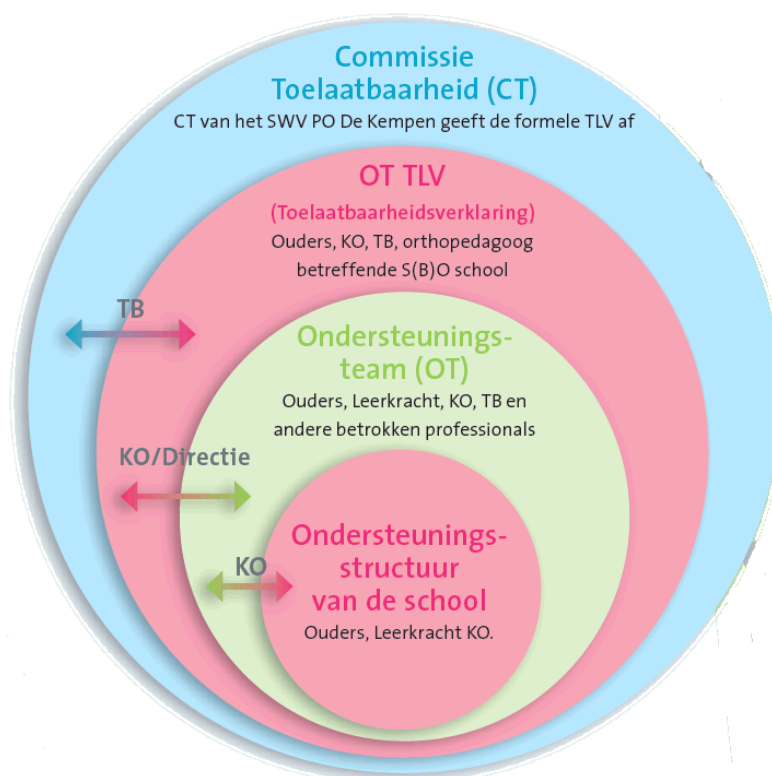 Commissie
Toelaatbaarheid (CT)
CT van het SWV PO De Kempen geeft de formele TLV af
OT TLV
(Toelaatbaarheidsverklaring)
Ouders, KO, TB, orthopedagoog
betreffende S(B)O school
TB
Ondersteunings-
team (OT)
Ouders, Leerkracht, KO, TB en
andere betrokken professionals
KO/Directie
Ondersteunings-
structuur
van de school
Ouders, Leerkracht KO.
KO